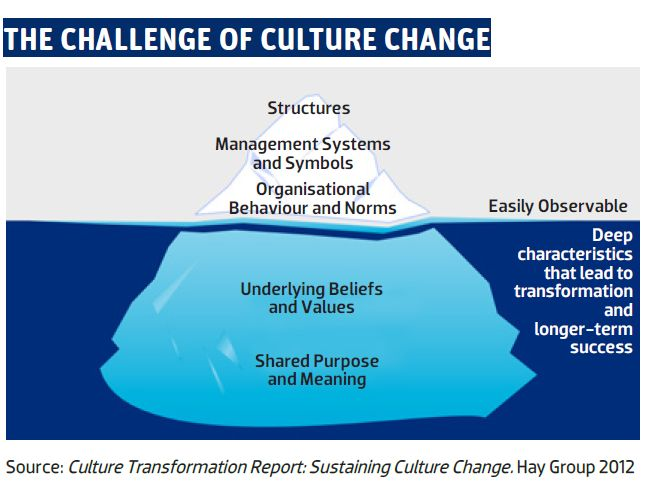 THE CHALLENGE OF CULTURE CHANGE
Structures
Management Systems
and Symbols
Organisational
Behaviour and Norms
Easily Observable
Deep
characteristics
that lead to
transformation
and
longer-term
success
Underlying Beliefs
and Values
Shared Purpose
and Meaning
Source: Culture Transformation Report: Sustaining Culture Change. Hay Group 2012